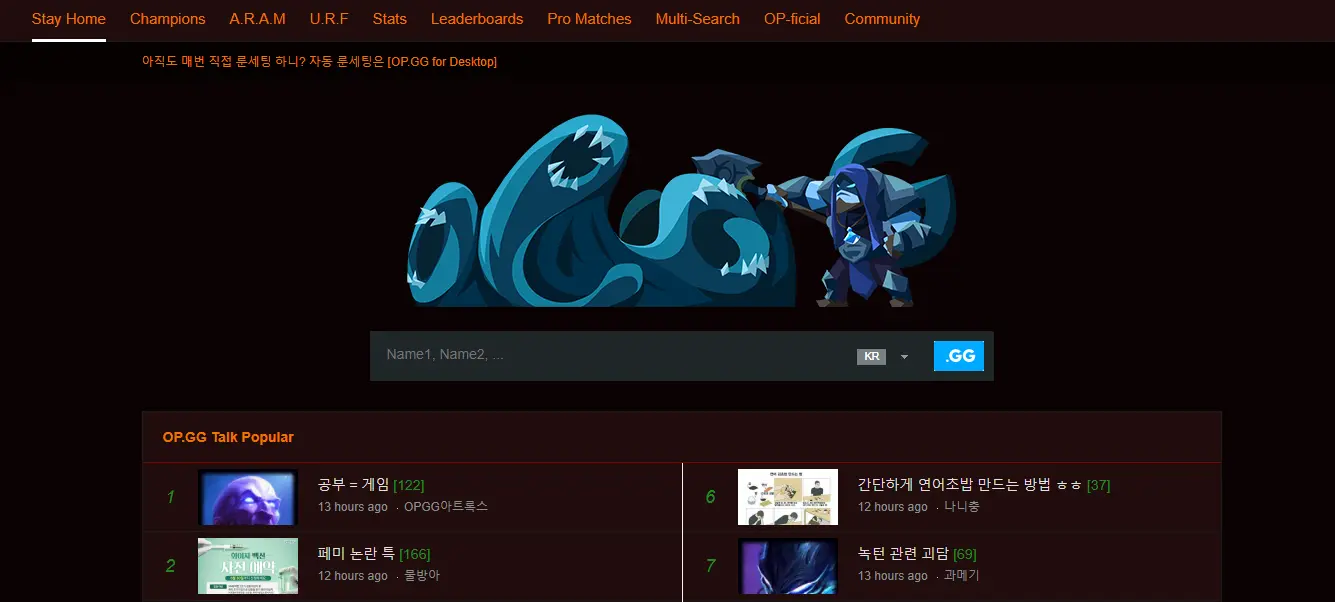 Stay Home Champions A.R.A.M U.R.F Stats Leaderboards Pro Matches Multi-Search OP-ficial Community
아직도 매번 직접 룬세팅 하니? 자동 룬세팅은 [OP.GG for Desktop]
Name1, Name2, ... KR .GG
OP.GG Talk Popular
1 공부 = 게임 [122]
13 hours ago · OPGG아트록스
2 페미 논란 특 [166]
12 hours ago · 돌방아
6 간단하게 연어조밥 만드는 방법 ㅎㅎ [37]
12 hours ago · 나니충
7 녹턴 관련 괴담 [69]
13 hours ago · 과메기